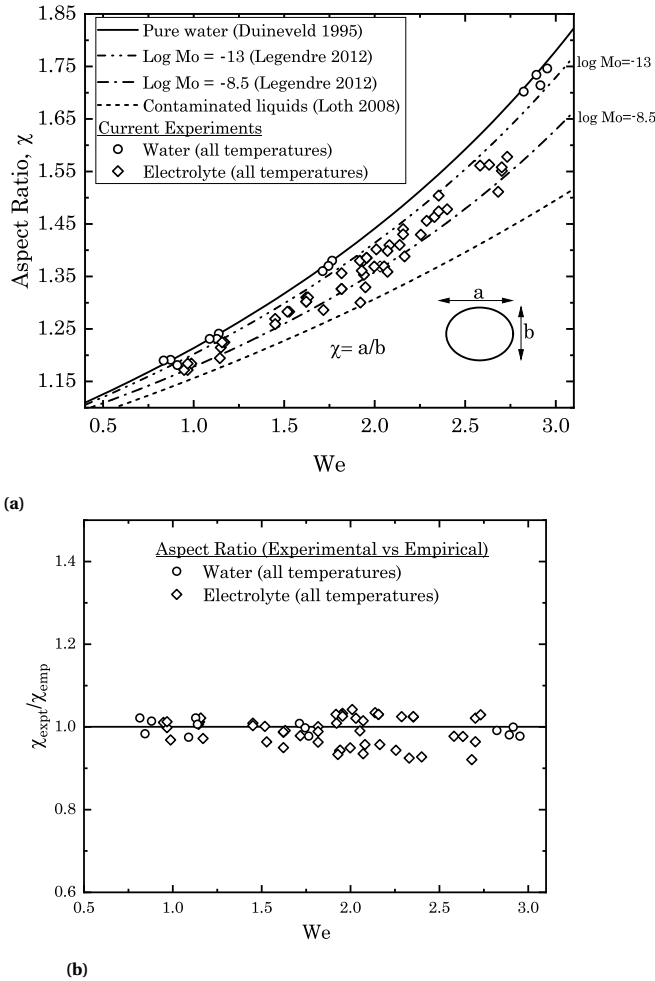 Pure water (Duineveld 1995)
Log Mo = -13 (Legendre 2012)
Log Mo = -8.5 (Legendre 2012)
Contaminated liquids (Loth 2008)
Current Experiments
Water (all temperatures)
Electrolyte (all temperatures)
log Mo=-13
log Mo=-8.5
Aspect Ratio, χ
1.75
1.65
1.55
1.45
1.35
1.25
1.15
a
b
χ= a/b
0.5 1.0 1.5 2.0 2.5 3.0
We
(a)
Aspect Ratio (Experimental vs Empirical)
Water (all temperatures)
Electrolyte (all temperatures)
χexpt/χemp
1.4
1.2
1.0
0.8
0.6
0.5 1.0 1.5 2.0 2.5 3.0
We
(b)